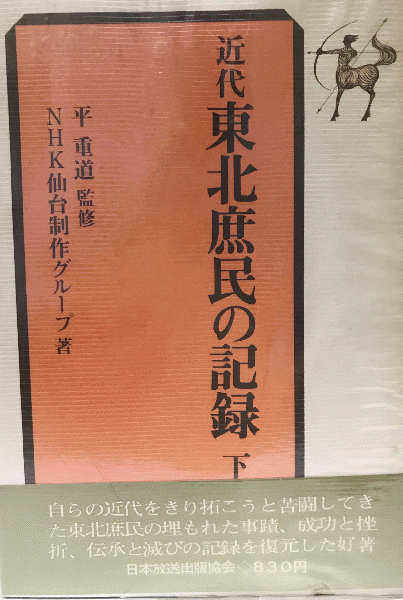 近代 東北庶民の記録 下
平 重道 監修
NHK仙台制作グループ 著
自らの近代をきり拓こうと苦闘してき
た東北庶民の埋もれた事蹟、成功と挫
折、伝承と滅びの記録を復元した好著
日本放送出版協会◇830円